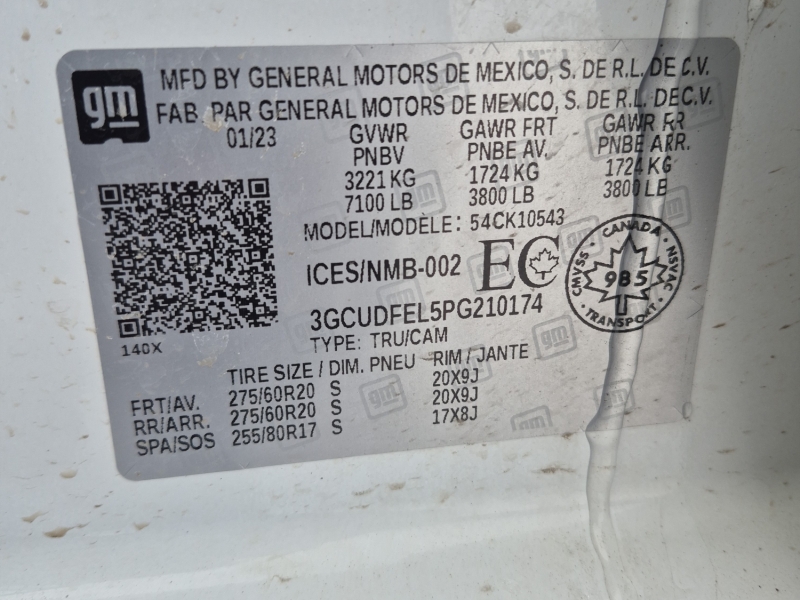 gm
MFD BY GENERAL MOTORS DE MEXICO, S. DE R.L. DE C.V.
FAB. PAR GENERAL MOTORS DE MEXICO, S. DE R.L. DE C.V.
01/23 GVWR GAWR FRT GAWR RR
PNBV PNBE AV. PNBE ARR.
3221 KG 1724 KG 1724 KG
7100 LB 3800 LB 3800 LB
MODEL/MODÈLE: 54CK10543
ICES/NMB-002 EC
CANADA
CMVSS 985 NSVAC
TRANSPORT
3GCUDFEL5PG210174
140X
TYPE: TRU/CAM
TIRE SIZE / DIM. PNEU RIM / JANTE
FRT/AV. 275/60R20 S 20X9J
RR/ARR. 275/60R20 S 20X9J
SPA/SOS 255/80R17 S 17X8J